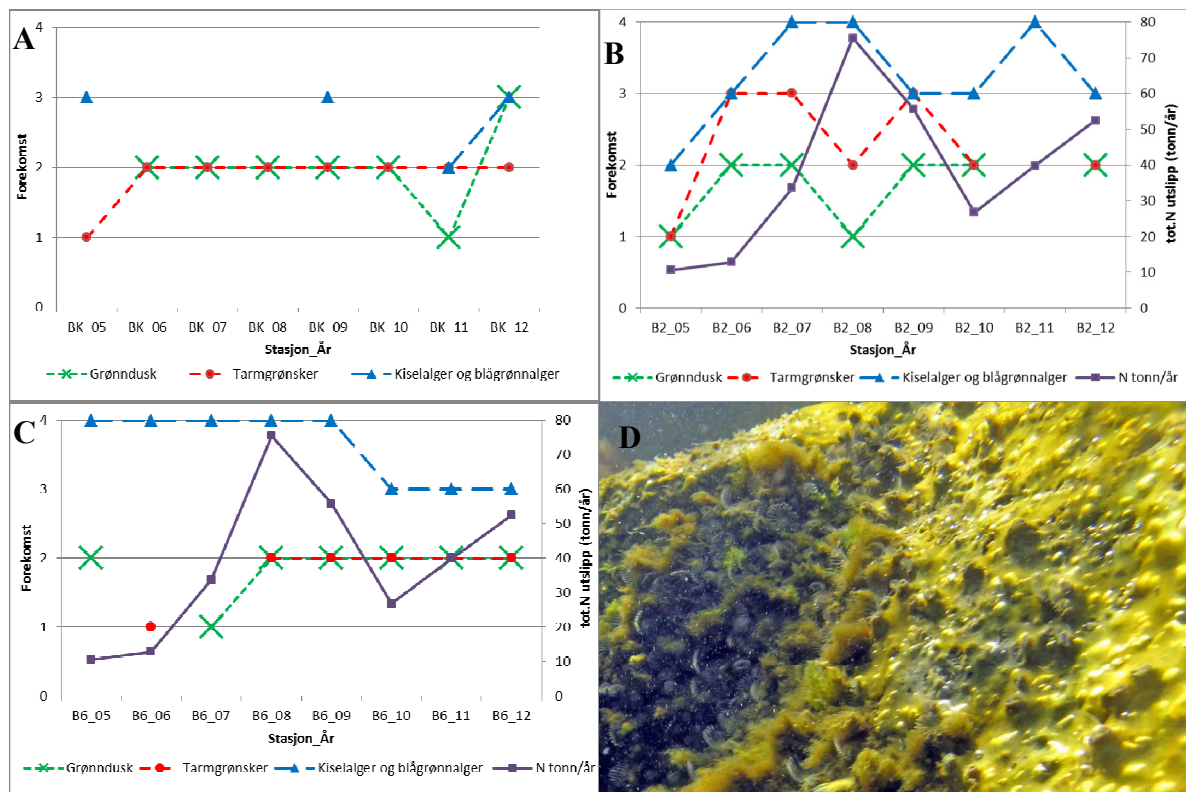 A
Forekomst
4
3
2
1
0
BK_05 BK_06 BK_07 BK_08 BK_09 BK_10 BK_11 BK_12
Stasjon_År
Grønndusk Tarmgrønsker Kiselalger og blågrønnalger
B
Forekomst
4
3
2
1
0
80
70
60
50
40
30
20
10
0
tot.N utslipp (tonn/år)
B2_05 B2_06 B2_07 B2_08 B2_09 B2_10 B2_11 B2_12
Stasjon_År
Grønndusk Tarmgrønsker Kiselalger og blågrønnalger N tonn/år
C
Forekomst
4
3
2
1
4
80
70
60
50
40
30
20
10
00
tot.N utslipp (tonn/år)
B6_05 B6_06 B6_07 B6_08 B6_09 B6_10 B6_11 B6_12
Stasjon_År
Grønndusk Tarmgrønsker Kiselalger og blågrønnalger N tonn/år
D